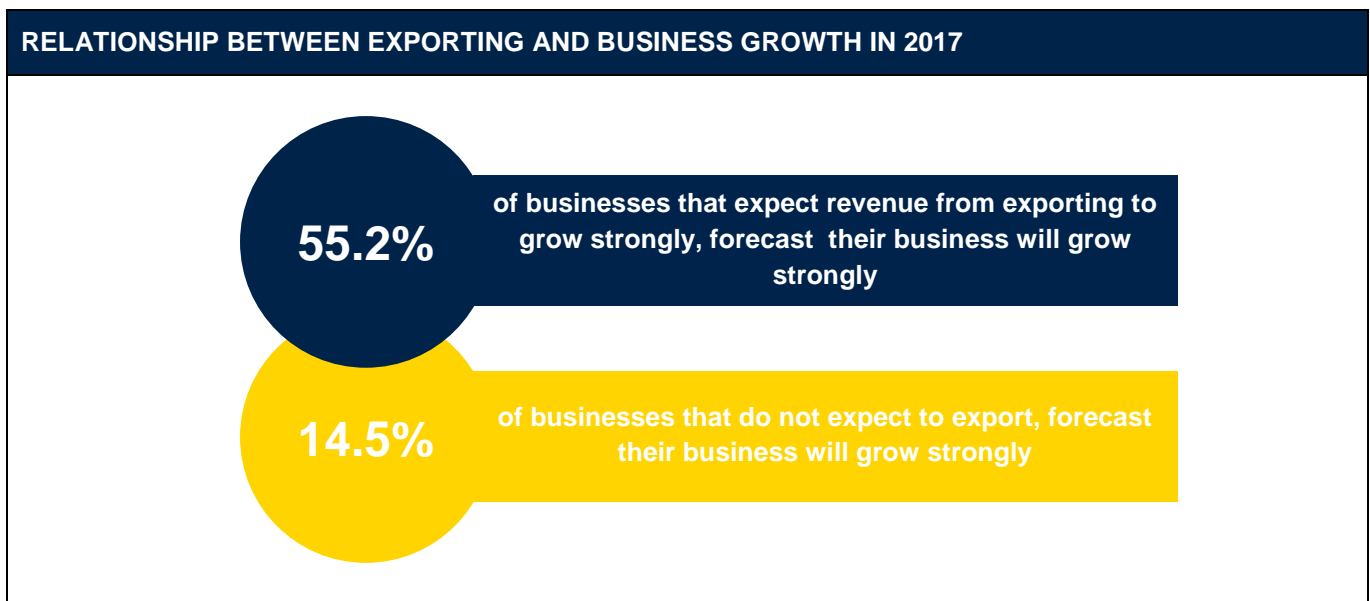 RELATIONSHIP BETWEEN EXPORTING AND BUSINESS GROWTH IN 2017
55.2%
of businesses that expect revenue from exporting to
grow strongly, forecast  their business will grow
strongly
14.5%
of businesses that do not expect to export, forecast
their business will grow strongly